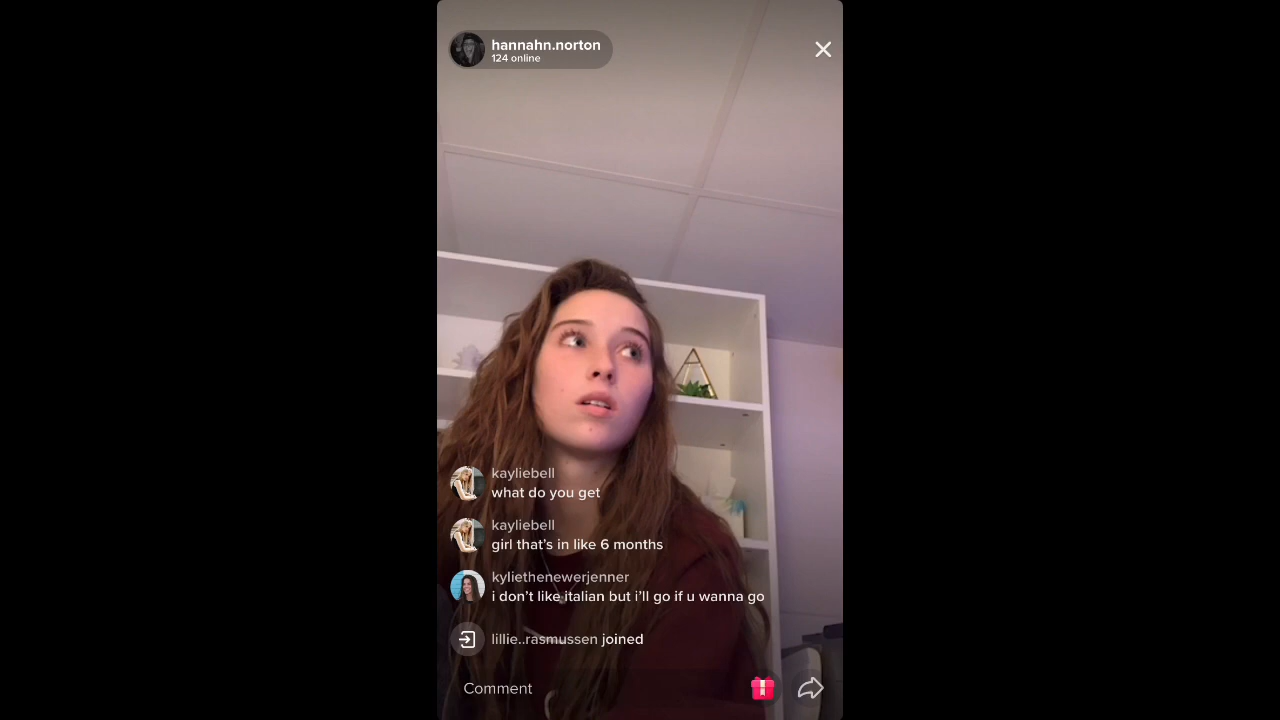 hannahn.norton
124 online
kayliebell
what do you get
kayliebell
girl that's in like 6 months
kyliethenewerjenner
i don't like italian but i'll go if u wanna go
lillie..rasmussen joined
Comment